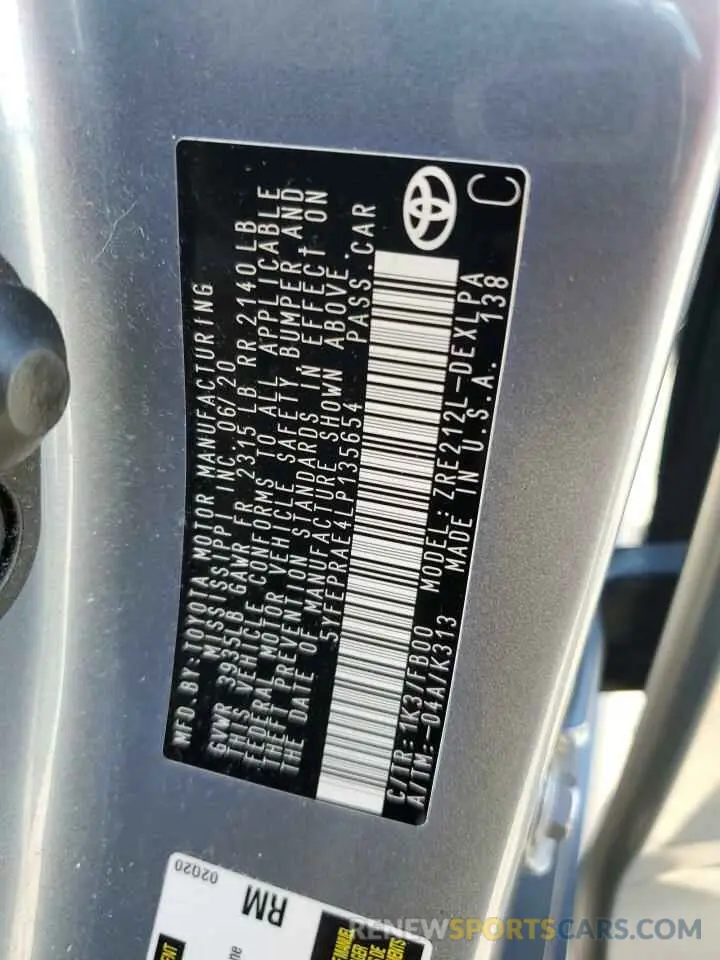 MFD. BY: TOYOTA MOTOR MANUFACTURING
MISSISSIPPI INC. 06/20
GVWR 3935LB GAWR FR 2315 LB RR 2140LB
THIS VEHICLE CONFORMS TO ALL APPLICABLE
FEDERAL MOTOR VEHICLE SAFETY BUMPER AND
THEFT PREVENTION STANDARDS IN EFFECT ON
THE DATE OF MANUFACTURE SHOWN ABOVE.
5YFEPRAE4LP135654 PASS.CAR
C/TR: 1K3/FB00 MODEL: ZRE212L-DEXLPA
A/TM:-04A/K313 MADE IN U.S.A. 138
C
02020
RM
RENEWSPORTSCARS.COM